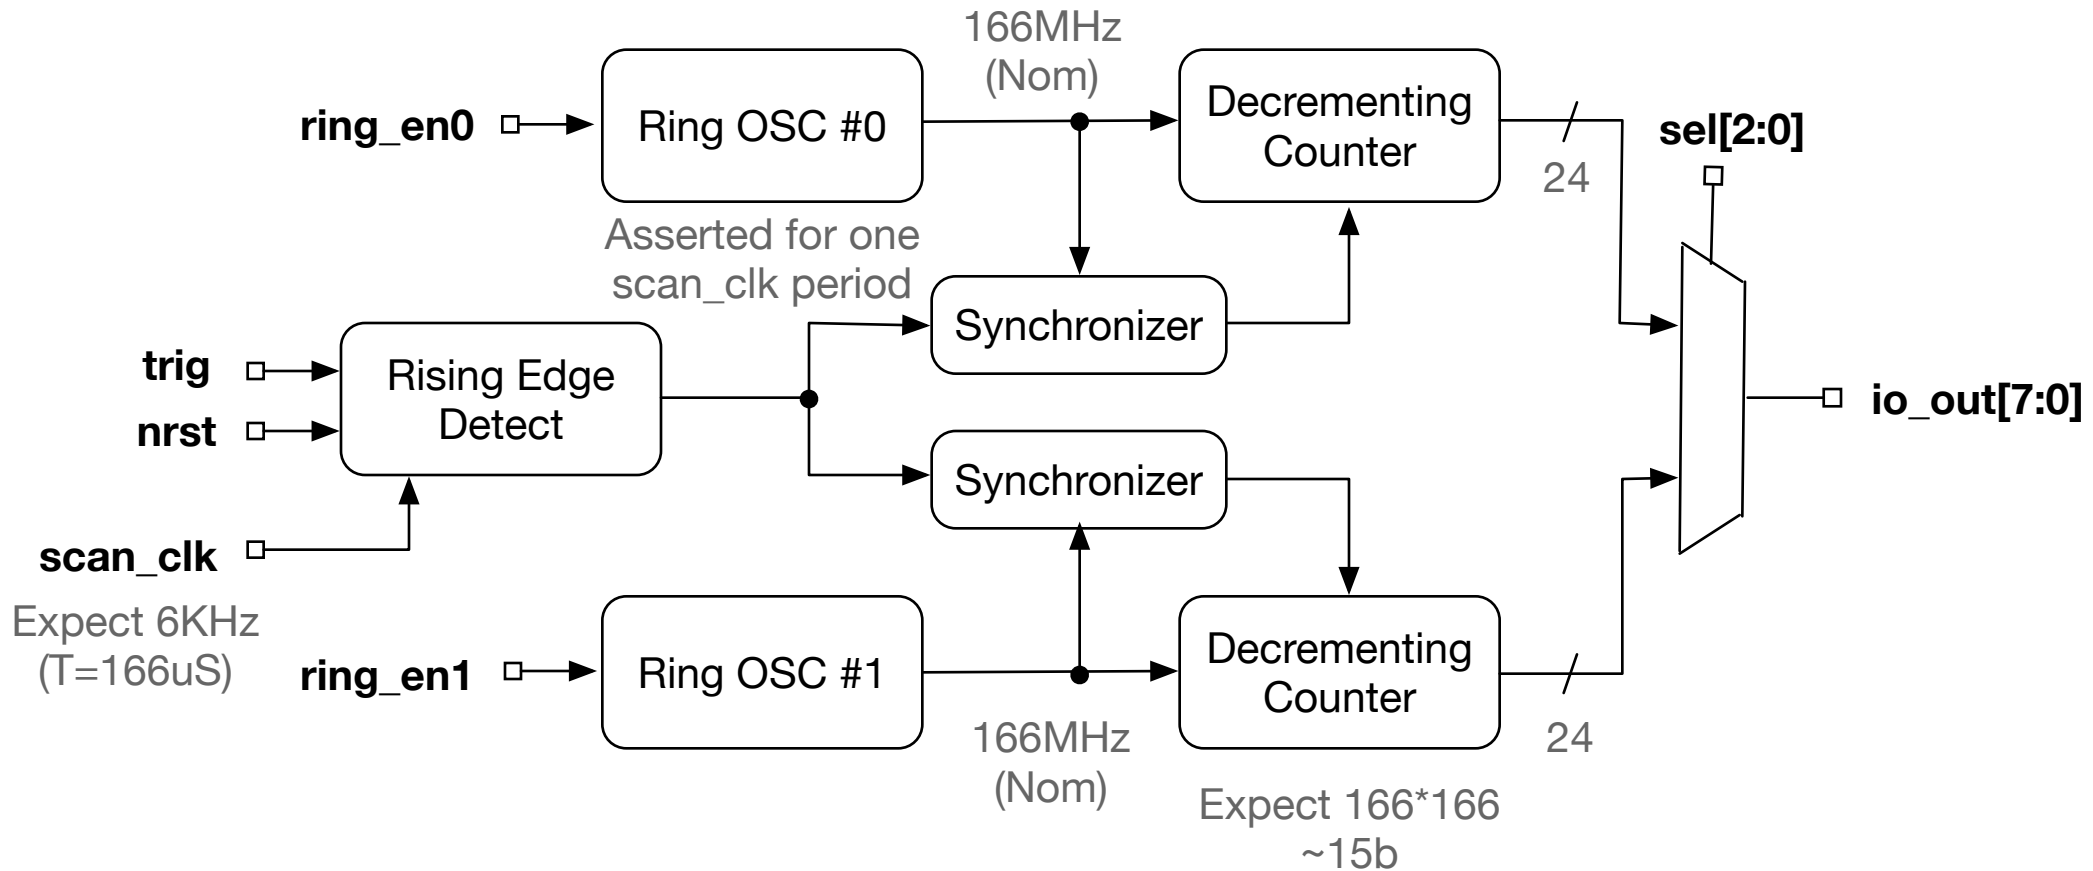 166MHz
(Nom)
ring_en0
Ring OSC #0
Decrementing
Counter
24
sel[2:0]
Asserted for one
scan_clk period
Synchronizer
trig
nrst
Rising Edge
Detect
io_out[7:0]
Synchronizer
scan_clk
Expect 6KHz
(T=166uS)
ring_en1
Ring OSC #1
Decrementing
Counter
166MHz
(Nom)
24
Expect 166*166
~15b